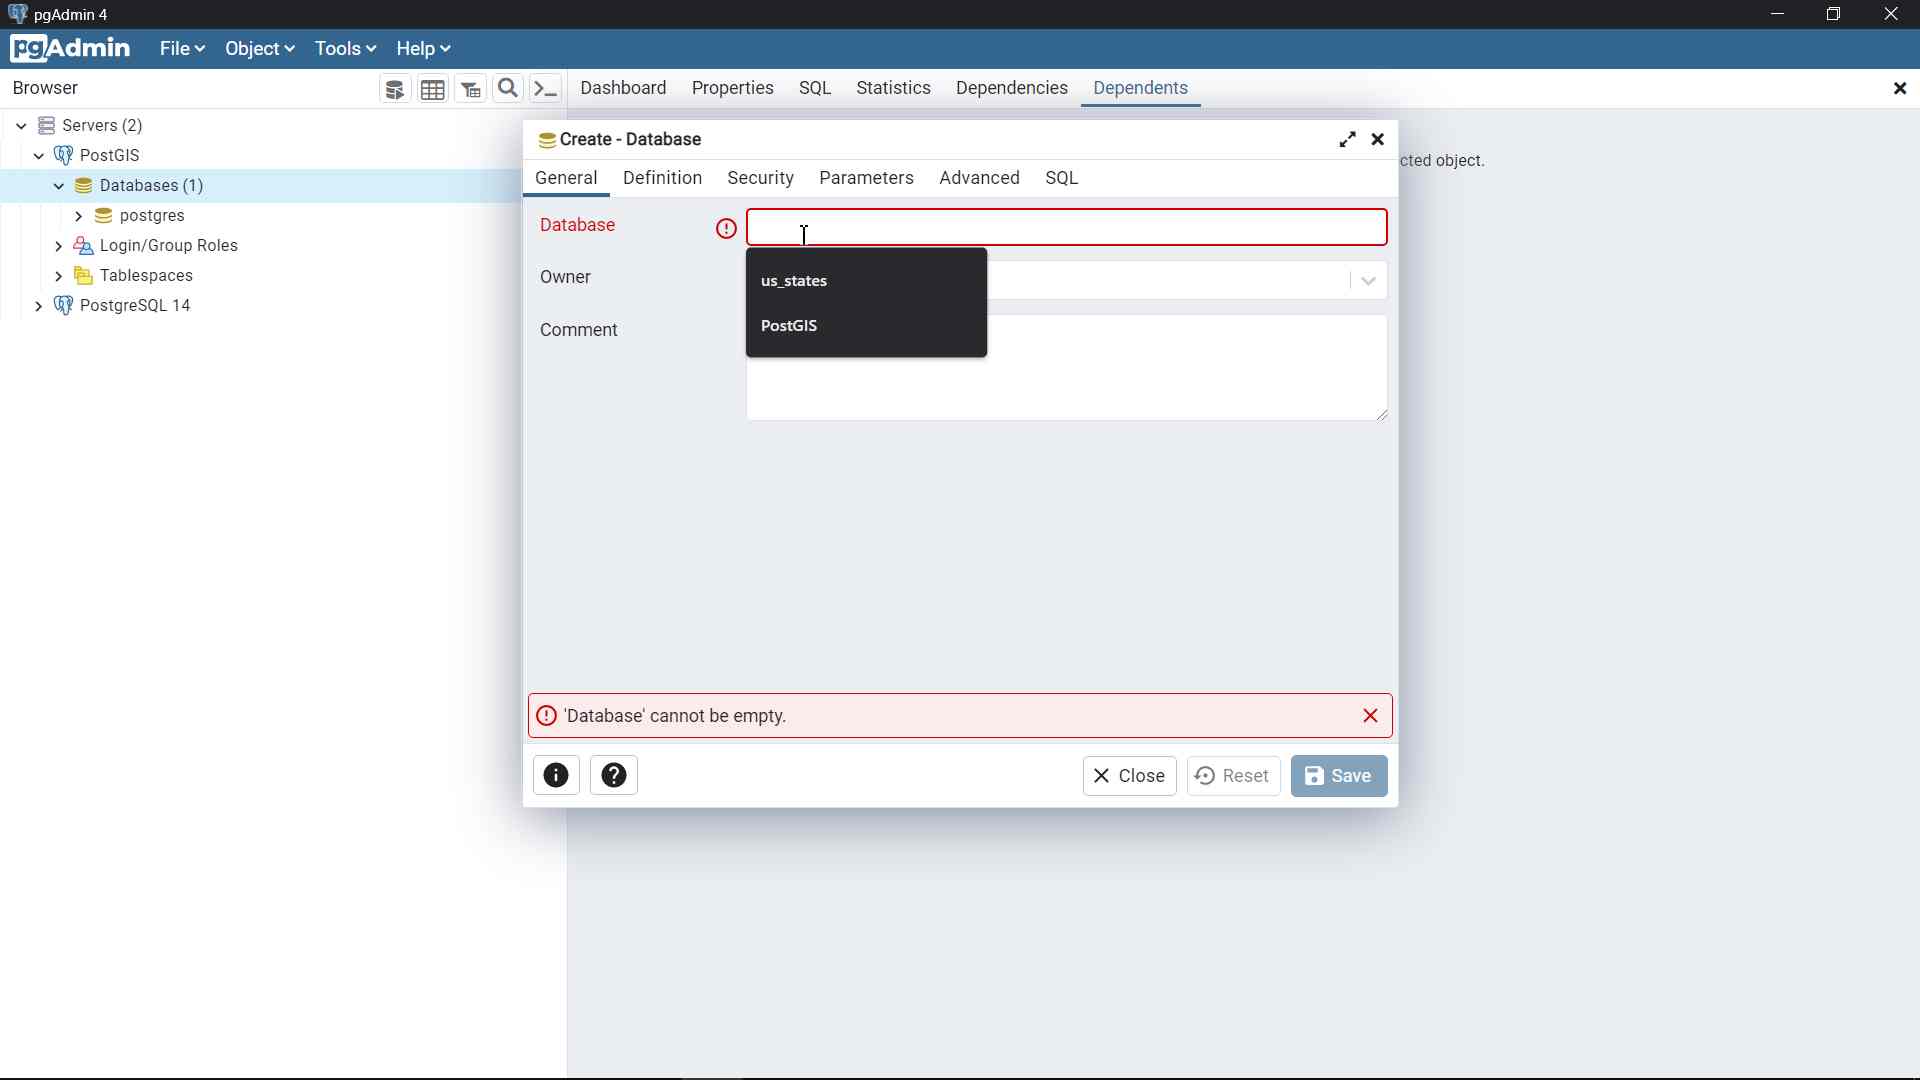 pgAdmin 4
pgAdmin File Object Tools Help
Browser
Dashboard Properties SQL Statistics Dependencies Dependents
Servers (2)
PostGIS
Databases (1)
postgres
Login/Group Roles
Tablespaces
PostgreSQL 14
cted object.
Create - Database
General Definition Security Parameters Advanced SQL
Database
us_states
PostGIS
Owner
Comment
'Database' cannot be empty.
Close Reset Save